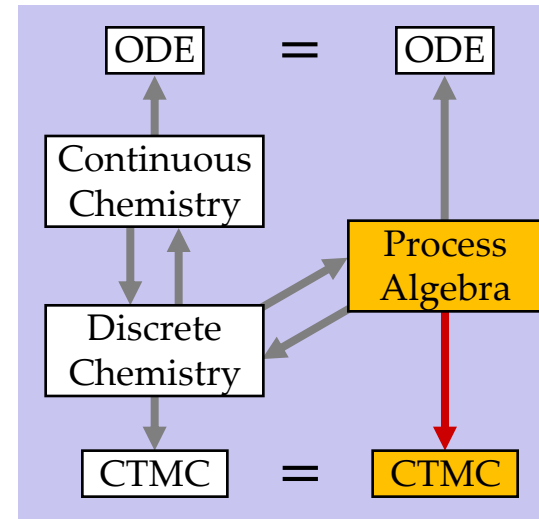 ODE = ODE
Continuous
Chemistry
Process
Algebra
Discrete
Chemistry
CTMC = CTMC